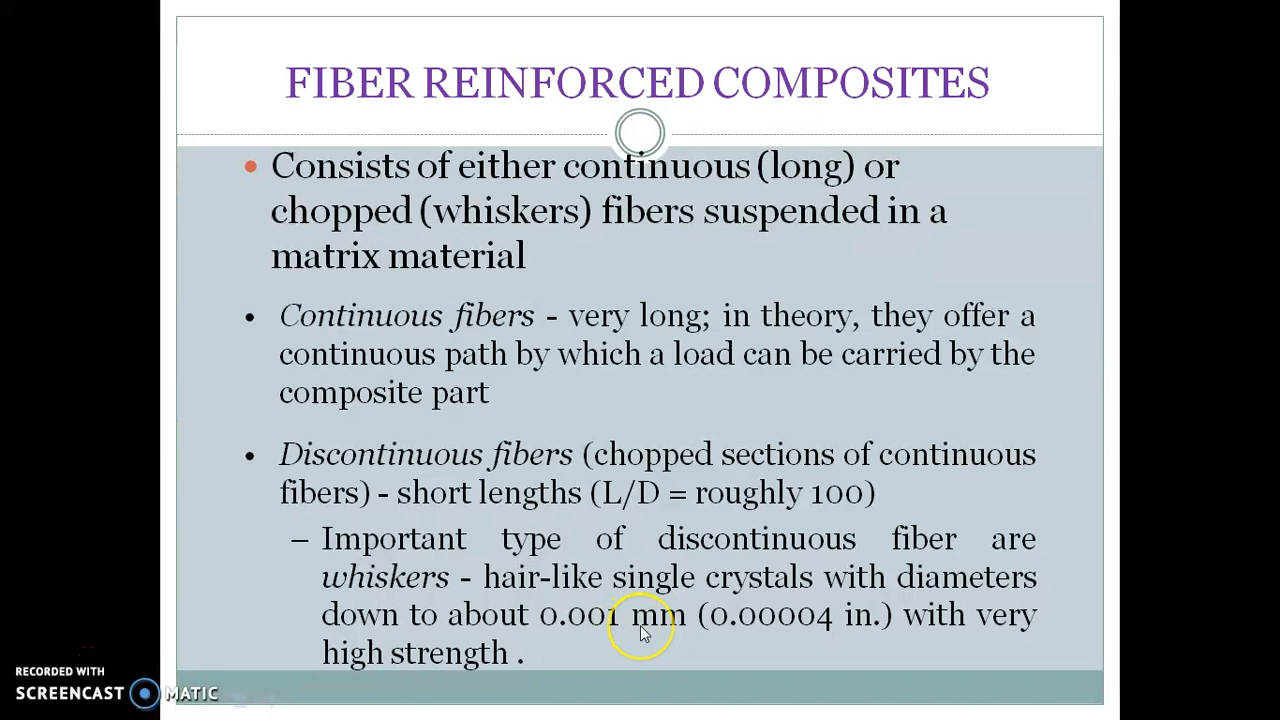 FIBER REINFORCED COMPOSITES
• Consists of either continuous (long) or
chopped (whiskers) fibers suspended in a
matrix material
• Continuous fibers - very long; in theory, they offer a
continuous path by which a load can be carried by the
composite part
• Discontinuous fibers (chopped sections of continuous
fibers) - short lengths (L/D = roughly 100)
– Important type of discontinuous fiber are
whiskers - hair-like single crystals with diameters
down to about 0.001 mm (0.00004 in.) with very
high strength .
RECORDED WITH
SCREENCAST MATIC